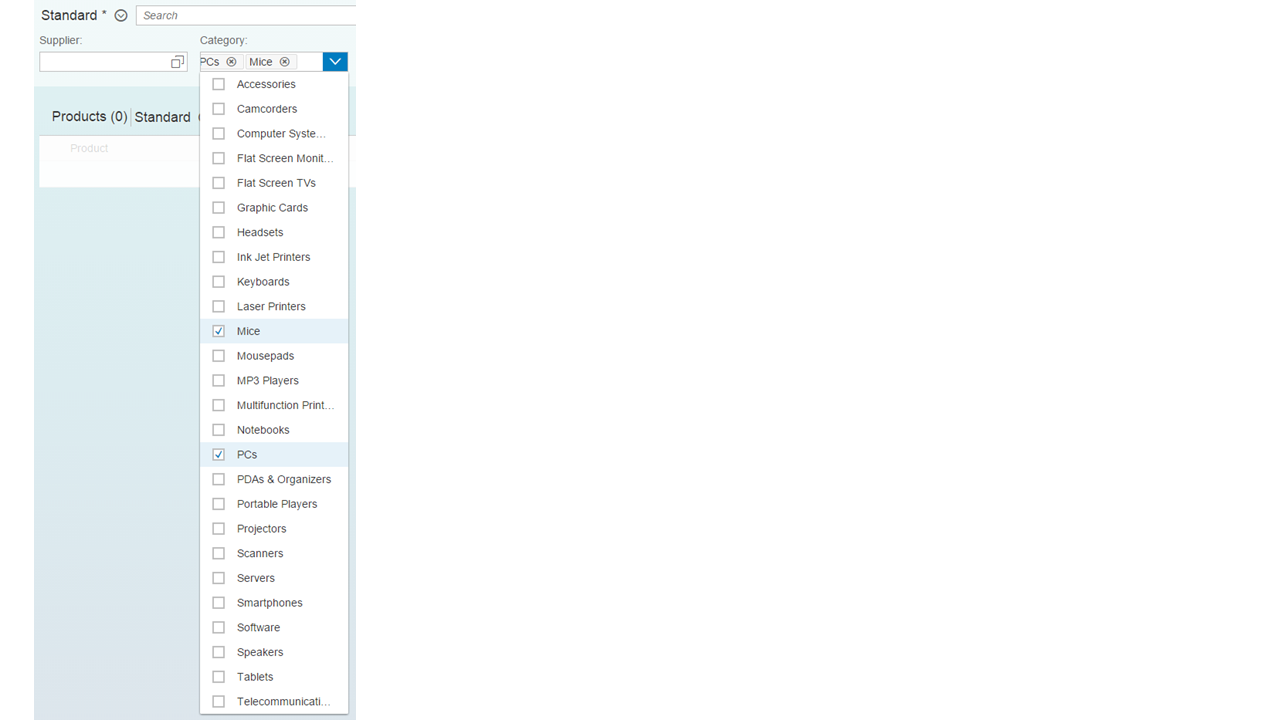 Standard * Search
Supplier: Category:
PCs Mice
Products (0) Standard
Product
Accessories
Camcorders
Computer Syste...
Flat Screen Monit...
Flat Screen TVs
Graphic Cards
Headsets
Ink Jet Printers
Keyboards
Laser Printers
Mice
Mousepads
MP3 Players
Multifunction Print...
Notebooks
PCs
PDAs & Organizers
Portable Players
Projectors
Scanners
Servers
Smartphones
Software
Speakers
Tablets
Telecommunicati...